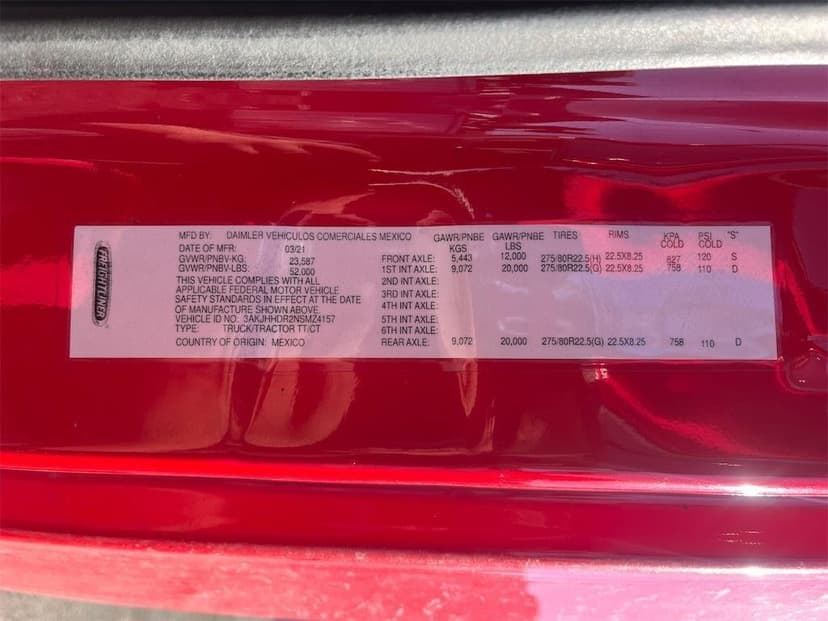 FREIGHTLINER
MFD BY: DAIMLER VEHICULOS COMERCIALES MEXICO
DATE OF MFR: 03/21
GVWR/PNBV-KG: 23,587
GVWR/PNBV-LBS: 52,000
THIS VEHICLE COMPLIES WITH ALL
APPLICABLE FEDERAL MOTOR VEHICLE
SAFETY STANDARDS IN EFFECT AT THE DATE
OF MANUFACTURE SHOWN ABOVE.
VEHICLE ID NO: 3AKJHHDR2NSMZ4157
TYPE: TRUCK/TRACTOR TT/CT
COUNTRY OF ORIGIN: MEXICO
GAWR/PNBE GAWR/PNBE TIRES RIMS KPA PSI "S"
KGS LBS COLD COLD
FRONT AXLE: 5,443 12,000 275/80R22.5(H) 22.5X8.25 827 120 S
1ST INT AXLE: 9,072 20,000 275/80R22.5(G) 22.5X8.25 758 110 D
2ND INT AXLE:
3RD INT AXLE:
4TH INT AXLE:
5TH INT AXLE:
6TH INT AXLE:
REAR AXLE: 9,072 20,000 275/80R22.5(G) 22.5X8.25 758 110 D